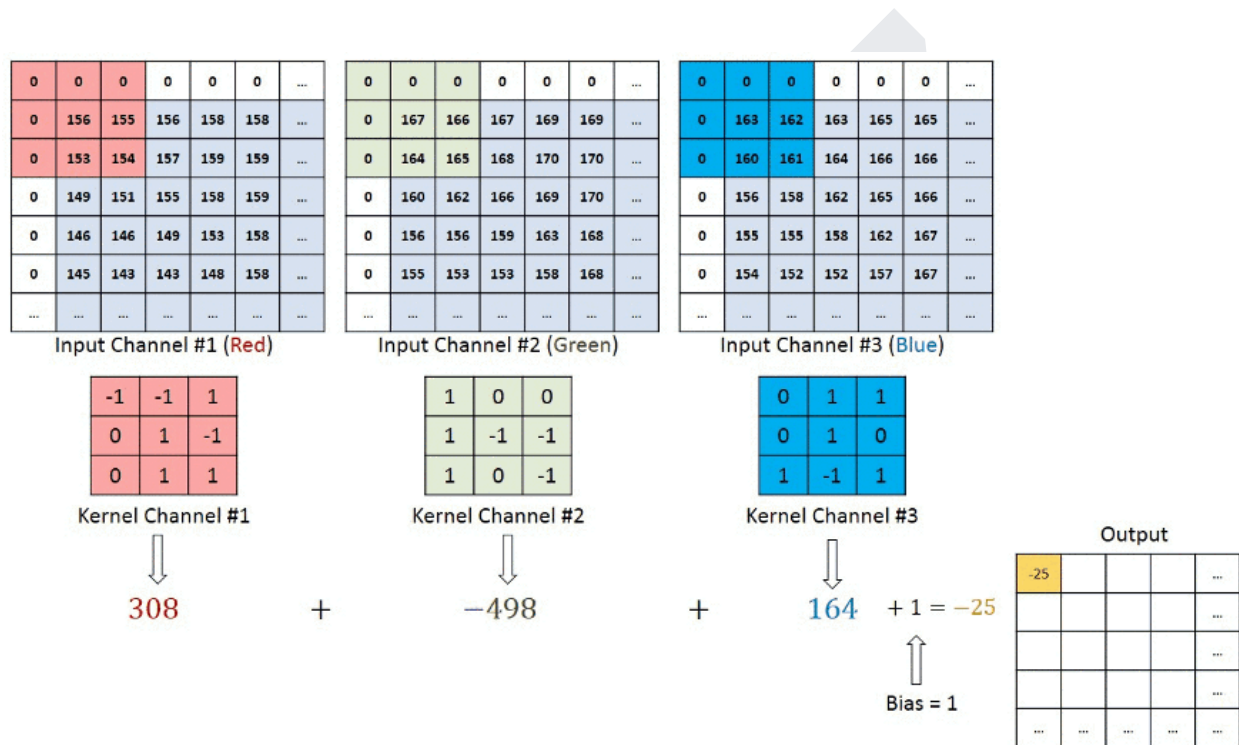 0 0 0 0 0 0 ... 0 0 0 0 0 0 ... 0 0 0 0 0 0 ...
0 156 155 156 158 158 ... 0 167 166 167 169 169 ... 0 163 162 163 165 165 ...
0 153 154 157 159 159 ... 0 164 165 168 170 170 ... 0 160 161 164 166 166 ...
0 149 151 155 158 159 ... 0 160 162 166 169 170 ... 0 156 158 162 165 166 ...
0 146 146 149 153 158 ... 0 156 156 159 163 168 ... 0 155 155 158 162 167 ...
0 145 143 143 148 158 ... 0 155 153 153 158 168 ... 0 154 152 152 157 167 ...
... ... ... ... ... ... ... ... ... ... ... ... ... ... ... ... ... ... ... ... ...
Input Channel #1 (Red) Input Channel #2 (Green) Input Channel #3 (Blue)
-1 -1 1 1 0 0 0 1 1
0 1 -1 1 -1 -1 0 1 0
0 1 1 1 0 -1 1 -1 1
Kernel Channel #1 Kernel Channel #2 Kernel Channel #3
308 + −498 + 164 + 1 = −25
Bias = 1
Output
-25 ...
...
...
...
... ... ... ... ...